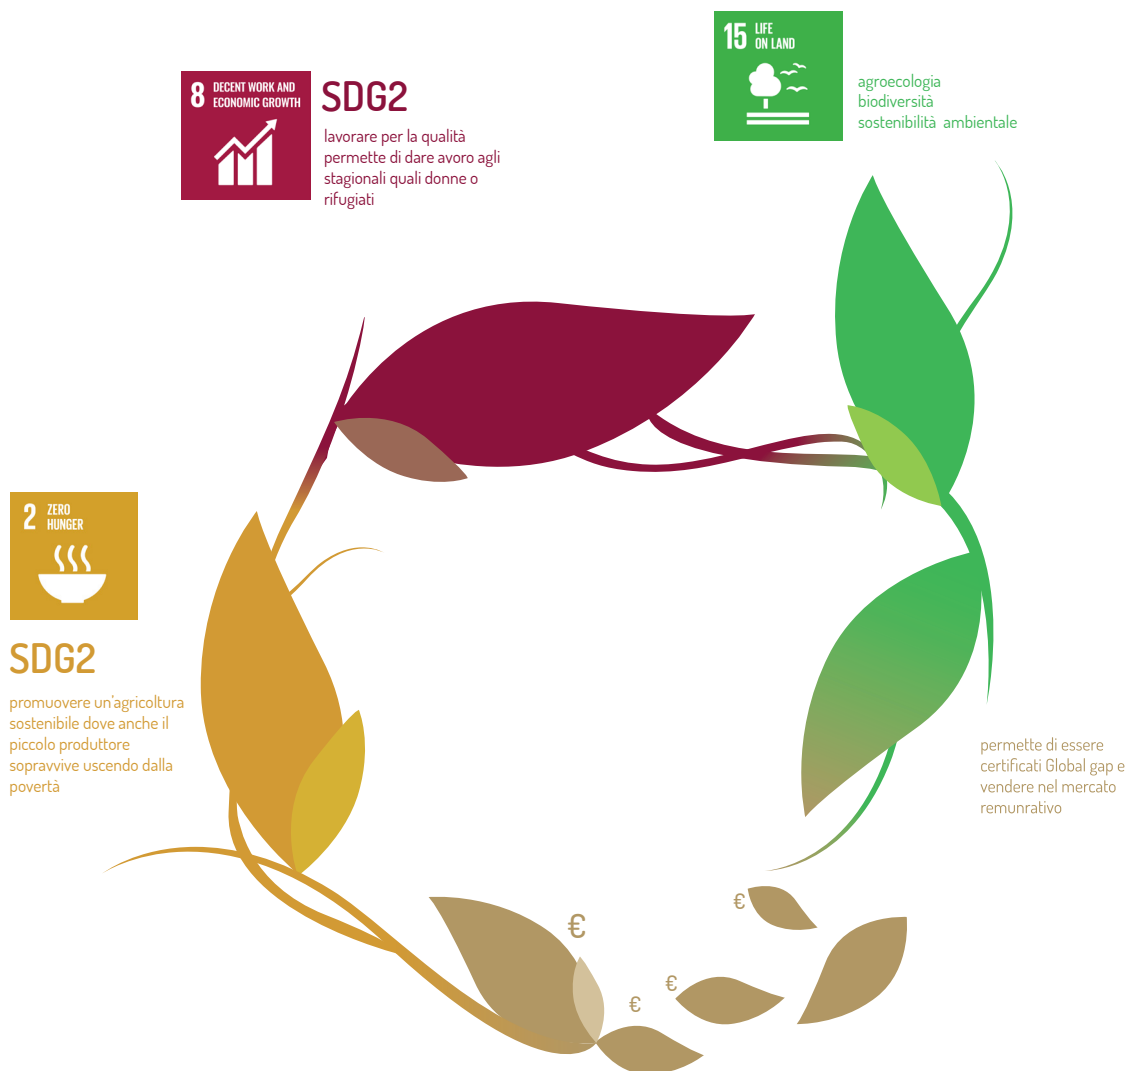 15 LIFE
ON LAND
agroecologia
biodiversità
sostenibilità ambientale
8 DECENT WORK AND
ECONOMIC GROWTH
SDG2
lavorare per la qualità
permette di dare avoro agli
stagionali quali donne o
rifugiati
2 ZERO
HUNGER
SDG2
promuovere un'agricoltura
sostenibile dove anche il
piccolo produttore
sopravvive uscendo dalla
povertà
permette di essere
certificati Global gap e
vendere nel mercato
remunrativo
€
€
€
€